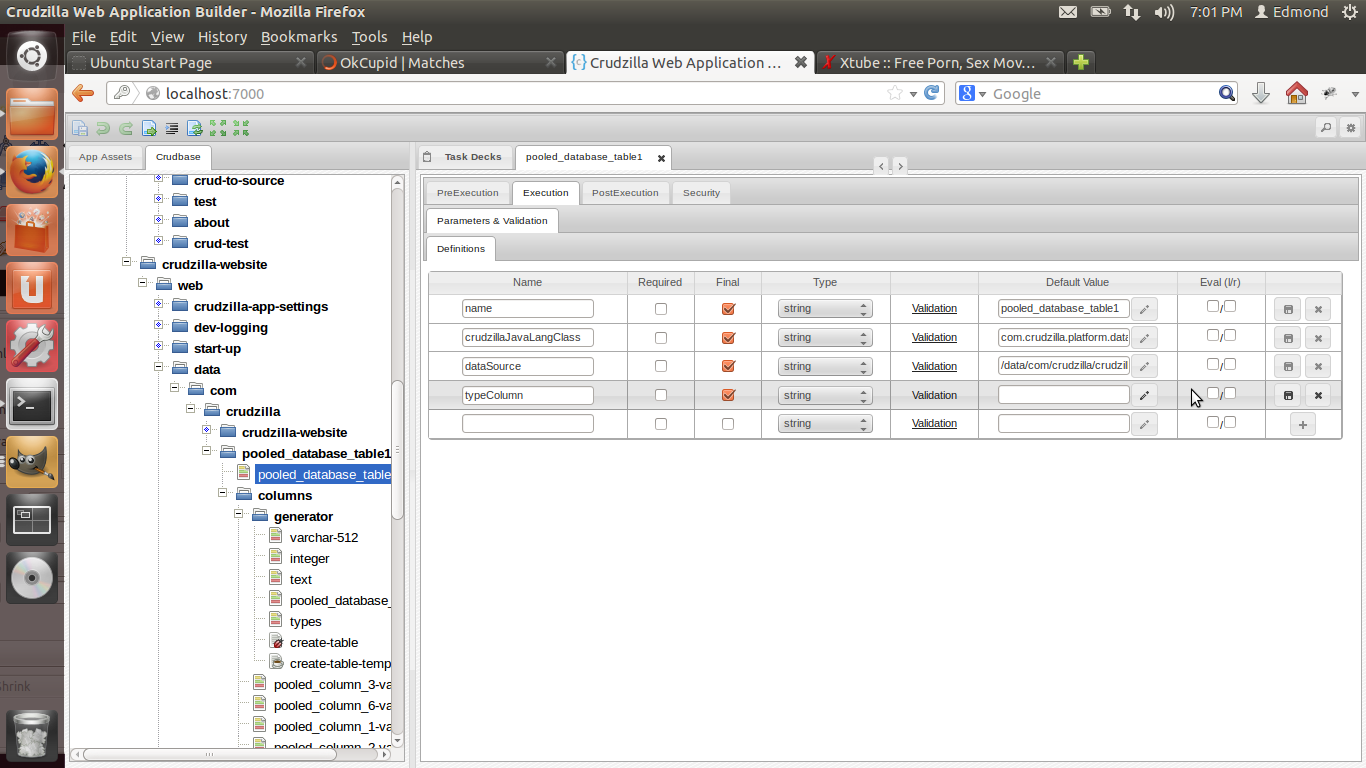 Crudzilla Web Application Builder - Mozilla Firefox
7:01 PM Edmond
File Edit View History Bookmarks Tools Help
Ubuntu Start Page
OkCupid | Matches
{c} Crudzilla Web Application ...
Xtube :: Free Porn, Sex Mov...
localhost:7000
Google
App Assets Crudbase
Task Decks pooled_database_table1
PreExecution Execution PostExecution Security
Parameters & Validation
Definitions
Name Required Final Type Default Value Eval (l/r)
name string Validation pooled_database_table1 /
crudzillaJavaLangClass string Validation com.crudzilla.platform.data /
dataSource string Validation /data/com/crudzilla/crudzil /
typeColumn string Validation /
string Validation /
crud-to-source
test
about
crud-test
crudzilla-website
web
crudzilla-app-settings
dev-logging
start-up
data
com
crudzilla
crudzilla-website
pooled_database_table1
pooled_database_table
columns
generator
varchar-512
integer
text
pooled_database_
types
create-table
create-table-temp
pooled_column_3-va
pooled_column_6-va
pooled_column_1-va
pooled_column_2-va
Shrink